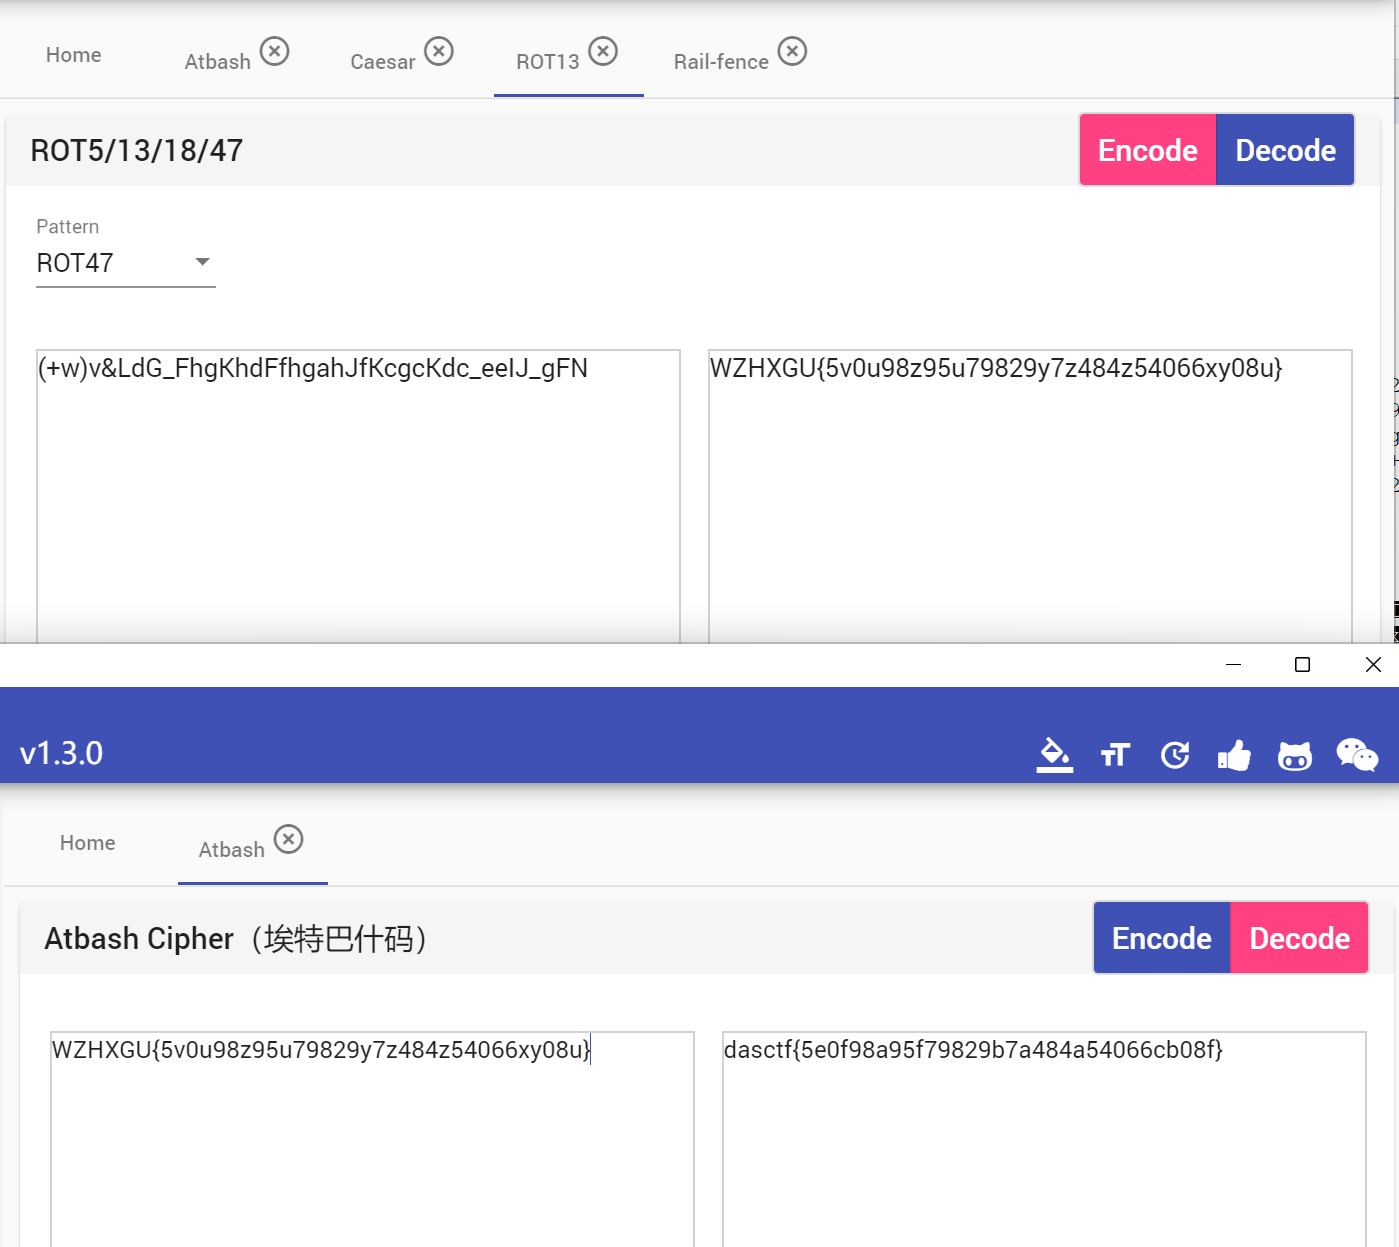 Home Atbash Caesar ROT13 Rail-fence
ROT5/13/18/47 Encode Decode
Pattern
ROT47
(+w)v&LdG_FhgKhdFfhgahJfKcgcKdc_eeIJ_gFN WZHXGU{5v0u98z95u79829y7z484z54066xy08u}
v1.3.0
Home Atbash
Atbash Cipher（埃特巴什码） Encode Decode
WZHXGU{5v0u98z95u79829y7z484z54066xy08u} dasctf{5e0f98a95f79829b7a484a54066cb08f}